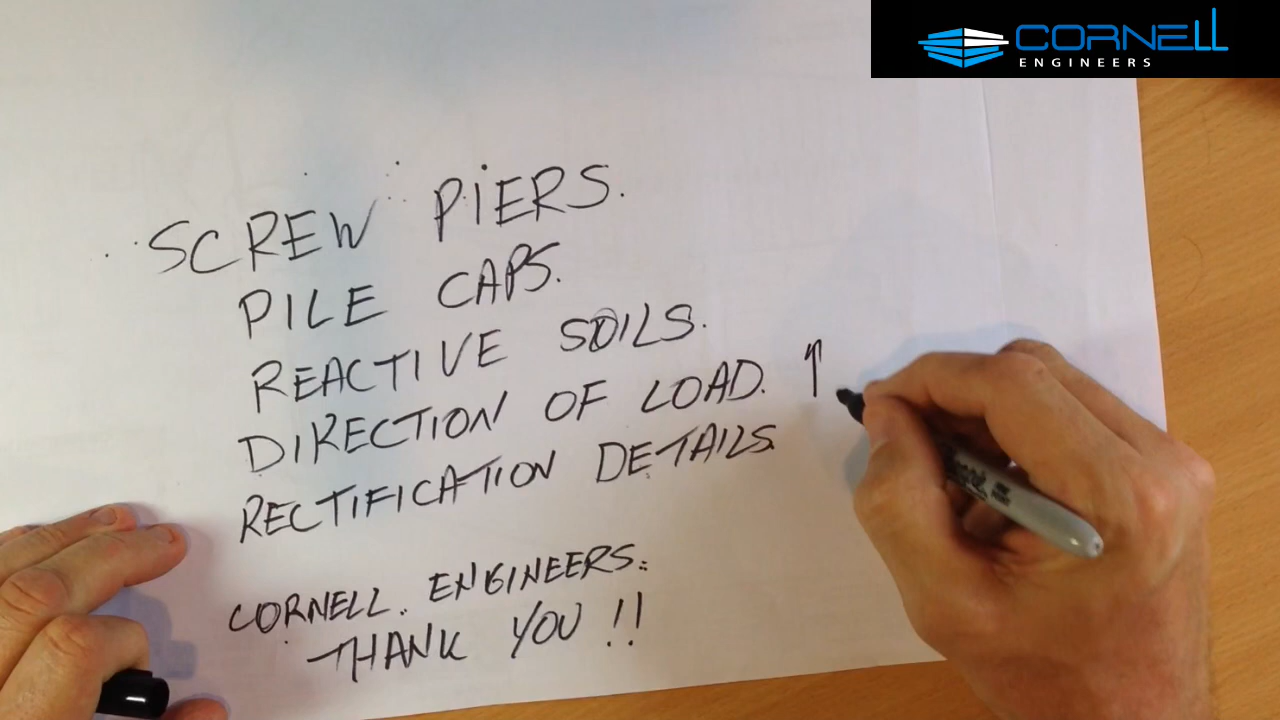 CORNELL
ENGINEERS
SCREW PIERS.
PILE CAPS.
REACTIVE SOILS.
DIRECTION OF LOAD. ↑
RECTIFICATION DETAILS.
CORNELL. ENGINEERS.
THANK YOU !!